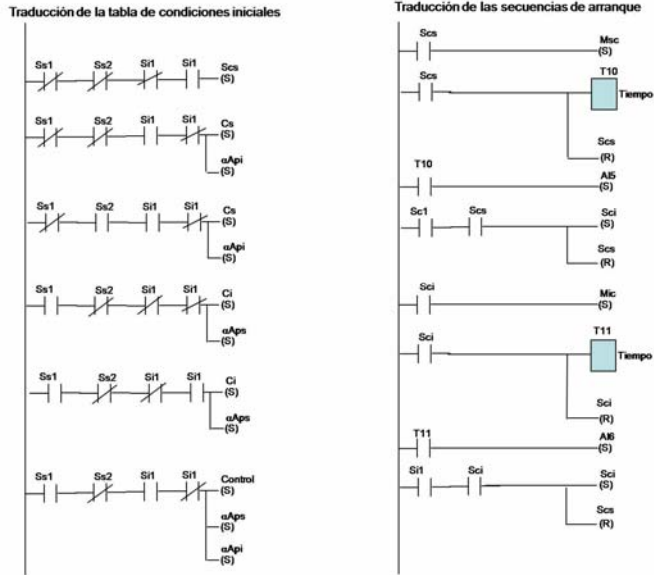 Traducción de la tabla de condiciones iniciales
Ss1 Ss2 Si1 Si1 Scs
(S)
Ss1 Ss2 Si1 Si1 Cs
(S)
αApi
(S)
Ss1 Ss2 Si1 Si1 Cs
(S)
αApi
(S)
Ss1 Ss2 Si1 Si1 Ci
(S)
αAps
(S)
Ss1 Ss2 Si1 Si1 Ci
(S)
αAps
(S)
Ss1 Ss2 Si1 Si1 Control
(S)
αAps
(S)
αApi
(S)
Traducción de las secuencias de arranque
Scs Msc
(S)
Scs T10
Tiempo
Scs
(R)
T10 Al5
(S)
Sc1 Scs Sci
(S)
Scs
(R)
Sci Mic
(S)
Sci T11
Tiempo
Sci
(R)
T11 Al6
(S)
Si1 Sci Sci
(S)
Scs
(R)